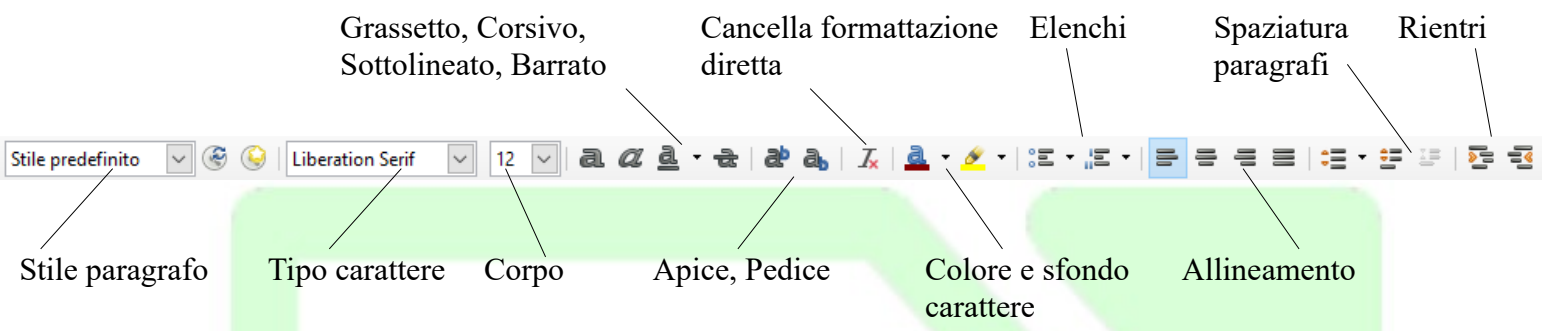 Grassetto, Corsivo,
Sottolineato, Barrato
Cancella formattazione
diretta
Elenchi
Spaziatura
paragrafi
Rientri
Stile predefinito
Liberation Serif
12
Stile paragrafo
Tipo carattere
Corpo
Apice, Pedice
Colore e sfondo
carattere
Allineamento